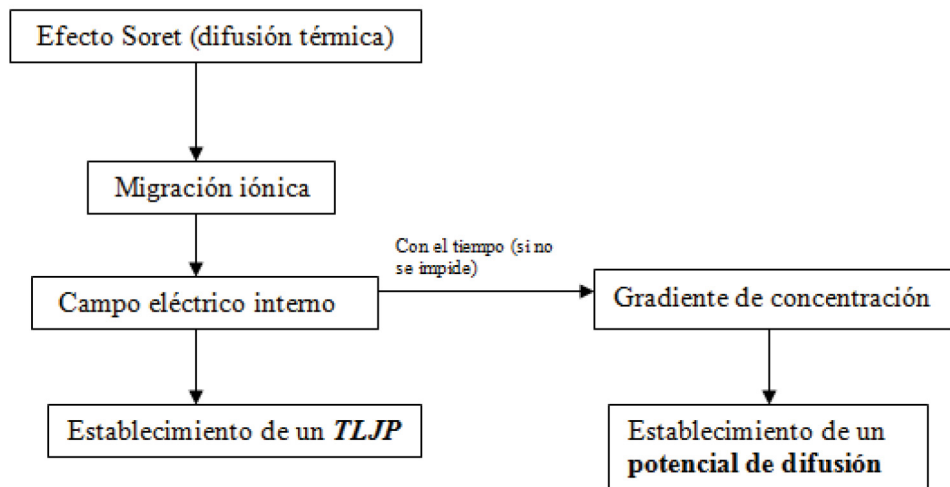 Efecto Soret (difusión térmica)
Migración iónica
Con el tiempo (si no
se impide)
Campo eléctrico interno
Gradiente de concentración
Establecimiento de un TLJP
Establecimiento de un
potencial de difusión